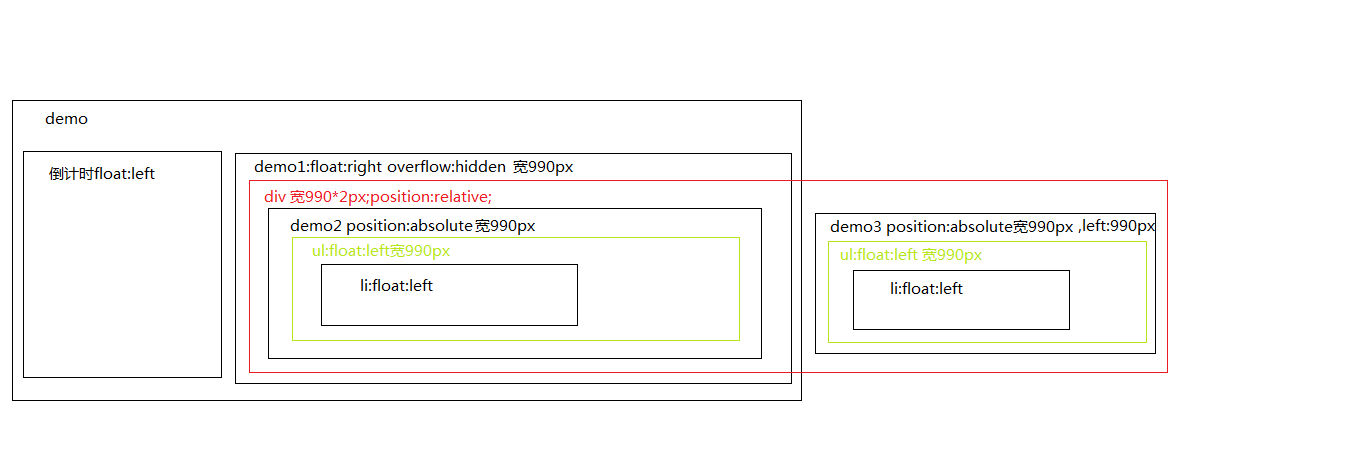 demo
倒计时float:left
demo1:float:right overflow:hidden 宽990px
div 宽990*2px;position:relative;
demo2 position:absolute宽990px
ul:float:left宽990px
li:float:left
demo3 position:absolute宽990px ,left:990px
ul:float:left 宽990px
li:float:left